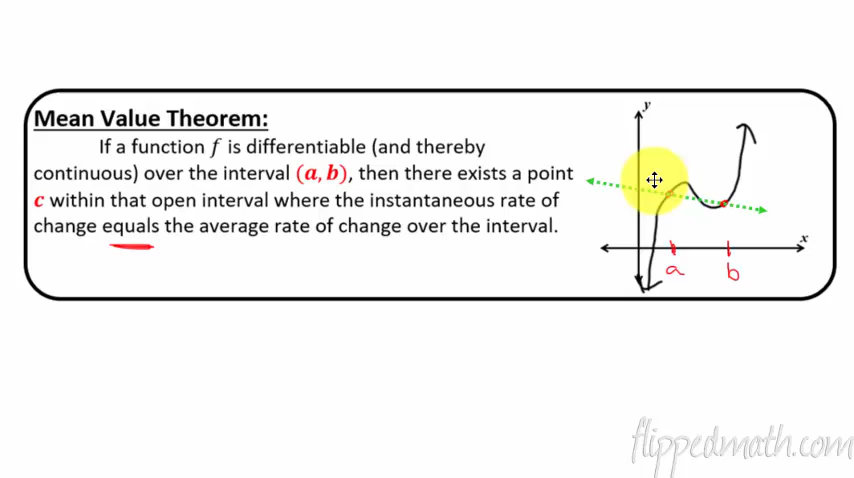 Mean Value Theorem:
If a function f is differentiable (and thereby
continuous) over the interval (a, b), then there exists a point
c within that open interval where the instantaneous rate of
change equals the average rate of change over the interval.
y
x
a
b
flippedmath.com